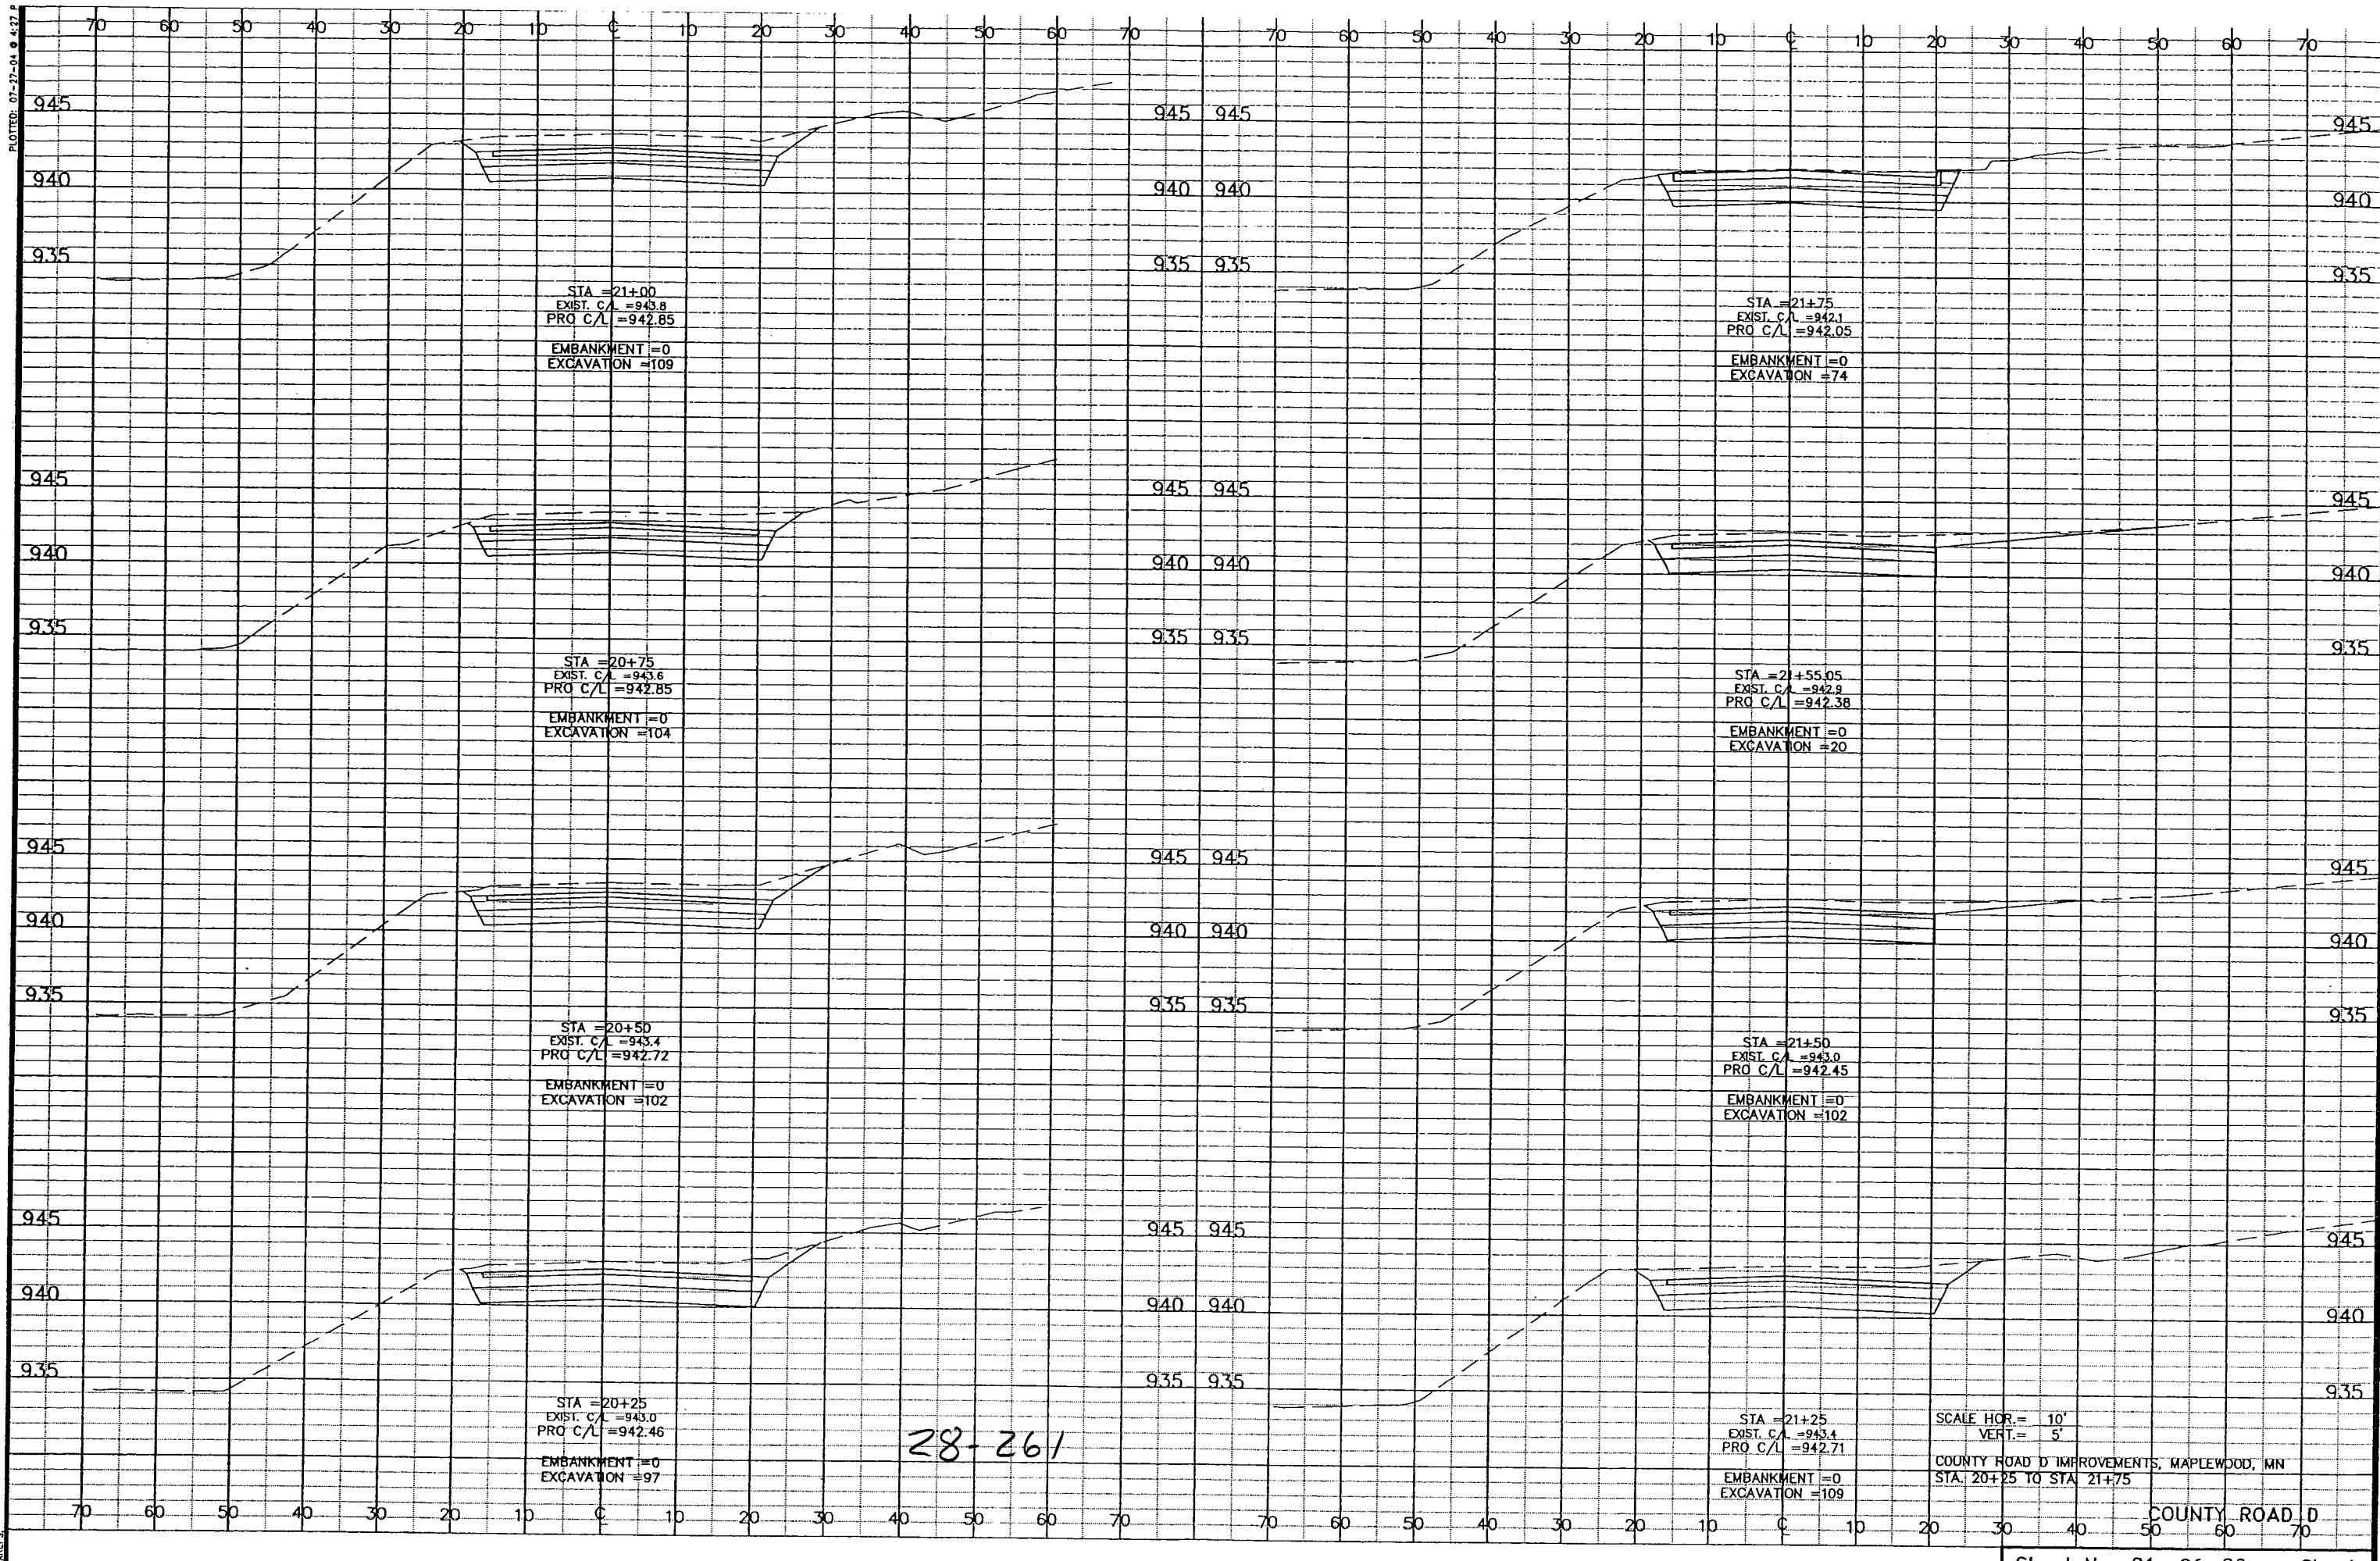 PLOTTED: 07-27-04 @ 4:27 P
70 60 50 40 30 20 10 ℄ 10 20 30 40 50 60 70
70 60 50 40 30 20 10 ℄ 10 20 30 40 50 60 70
945
940
935
945 945
940 940
935 935
945
940
935
STA =21+00
EXIST. C/L =943.8
PRO C/L =942.85
EMBANKMENT =0
EXCAVATION =109
STA =21+75
EXIST. C/L =942.1
PRO C/L =942.05
EMBANKMENT =0
EXCAVATION =74
945
940
935
945 945
940 940
935 935
945
940
935
STA =20+75
EXIST. C/L =943.6
PRO C/L =942.85
EMBANKMENT =0
EXCAVATION =104
STA =21+55.05
EXIST. C/L =942.9
PRO C/L =942.38
EMBANKMENT =0
EXCAVATION =20
945
940
935
945 945
940 940
935 935
945
940
935
STA =20+50
EXIST. C/L =943.4
PRO C/L =942.72
EMBANKMENT =0
EXCAVATION =102
STA =21+50
EXIST. C/L =943.0
PRO C/L =942.45
EMBANKMENT =0
EXCAVATION =102
945
940
935
945 945
940 940
935 935
945
940
935
STA =20+25
EXIST. C/L =943.0
PRO C/L =942.46
EMBANKMENT =0
EXCAVATION =97
28-261
STA =21+25
EXIST. C/L =943.4
PRO C/L =942.71
EMBANKMENT =0
EXCAVATION =109
SCALE HOR.= 10'
VERT.= 5'
COUNTY ROAD D IMPROVEMENTS, MAPLEWOOD, MN
STA. 20+25 TO STA 21+75
COUNTY ROAD D
70 60 50 40 30 20 10 ℄ 10 20 30 40 50 60 70
70 60 50 40 30 20 10 ℄ 10 20 30 40 50 60 70